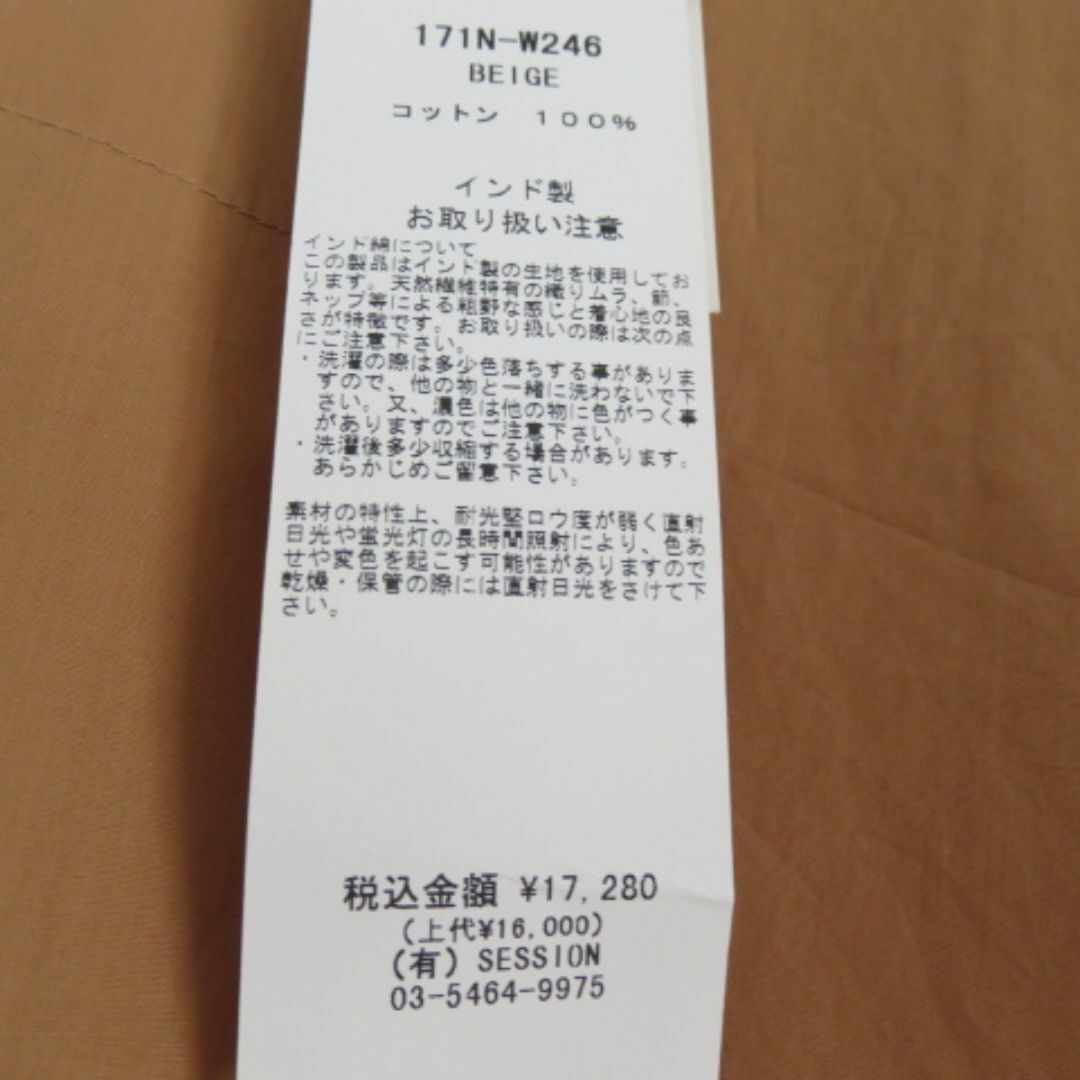 171N-W246
BEIGE
コットン　１００％
インド製
お取り扱い注意
インド綿について
この製品はインド製の生地を使用してお
ります。天然繊維特有の織りムラ、節、
ネップ等による粗野な感じと着心地の良
さが特徴です。お取り扱いの際は次の点
にご注意下さい。
・洗濯の際は多少色落ちする事がありま
すので、他の物と一緒に洗わないで下
さい。又、濃色は他の物に色がつく事
がありますのでご注意下さい。
・洗濯後多少収縮する場合があります。
あらかじめご留意下さい。
素材の特性上、耐光堅ロウ度が弱く直射
日光や蛍光灯の長時間照射により、色あ
せや変色を起こす可能性がありますので
乾燥・保管の際には直射日光をさけて下
さい。
税込金額 ¥17,280
(上代¥16,000)
(有) SESSION
03-5464-9975